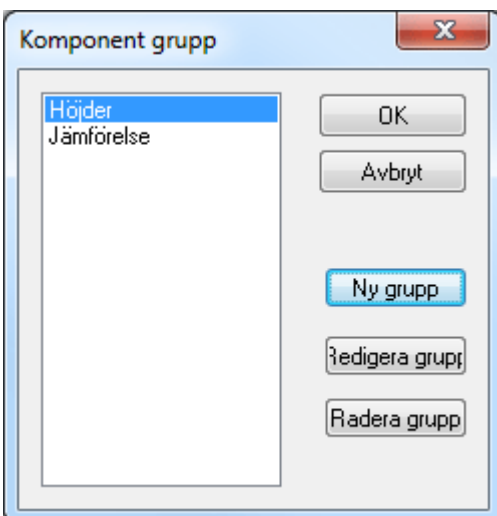 Komponent grupp
Höjder
Jämförelse
OK
Avbryt
Ny grupp
Redigera grupp
Radera grupp